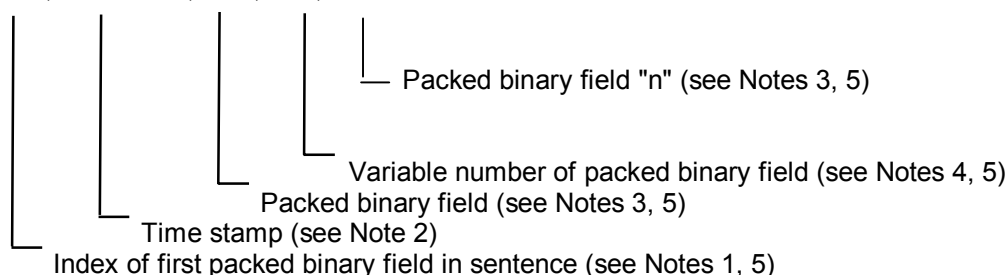 Packed binary field "n" (see Notes 3, 5)
Variable number of packed binary field (see Notes 4, 5)
Packed binary field (see Notes 3, 5)
Time stamp (see Note 2)
Index of first packed binary field in sentence (see Notes 1, 5)